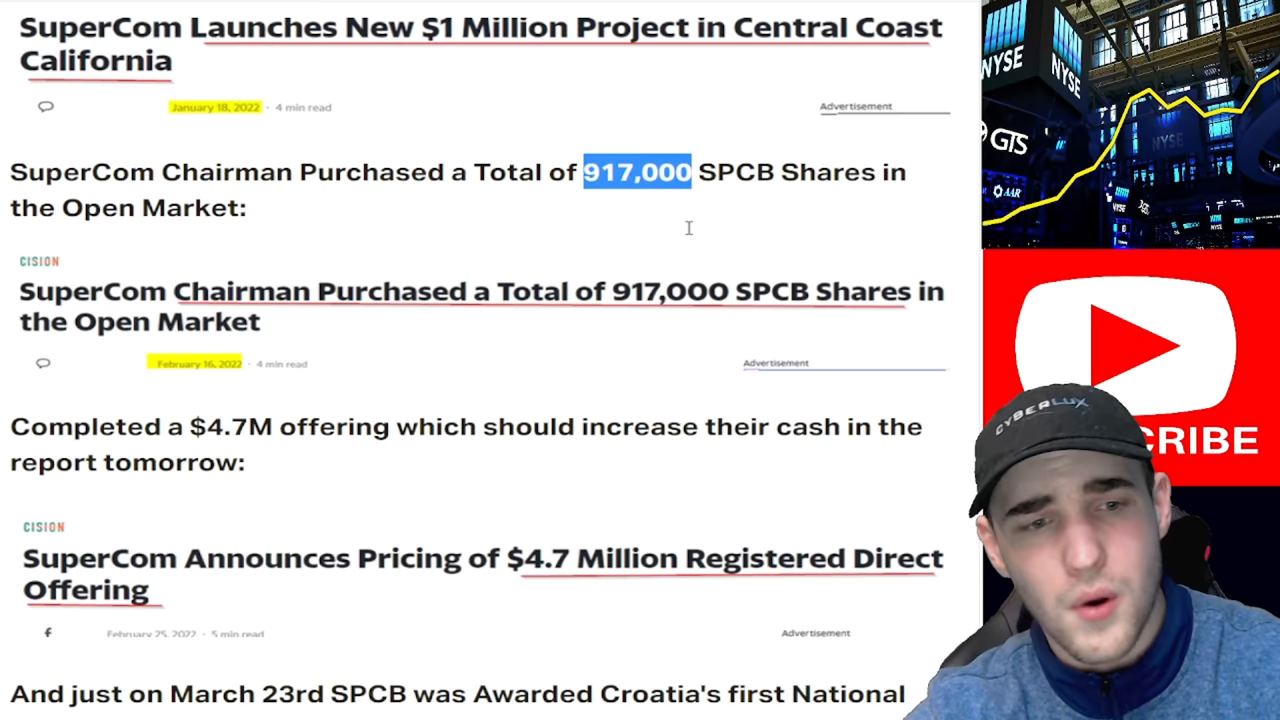 SuperCom Launches New $1 Million Project in Central Coast
California
January 18, 2022 · 4 min read
Advertisement
SuperCom Chairman Purchased a Total of 917,000 SPCB Shares in
the Open Market:
CISION
SuperCom Chairman Purchased a Total of 917,000 SPCB Shares in
the Open Market
February 16, 2022 · 4 min read
Advertisement
Completed a $4.7M offering which should increase their cash in the
report tomorrow:
CISION
SuperCom Announces Pricing of $4.7 Million Registered Direct
Offering
February 25, 2022 · 5 min read
Advertisement
And just on March 23rd SPCB was Awarded Croatia's first National
NYSE
NYSE
GTS
AAR
NYSE
NYSE
CRIBE
CYBERLUX